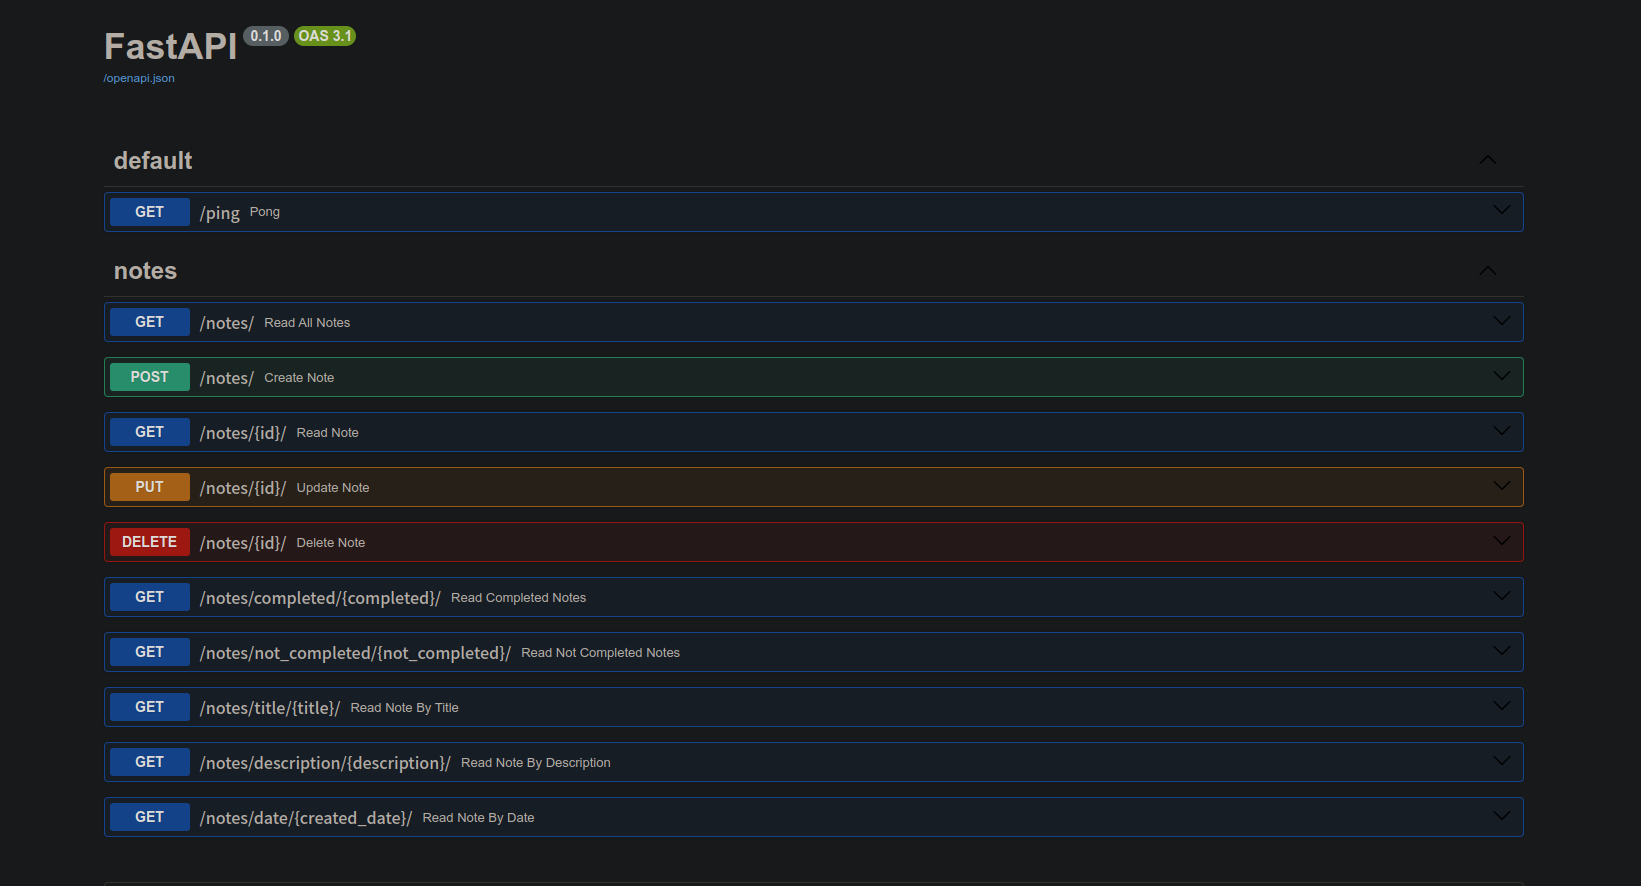 FastAPI 0.1.0 OAS 3.1
/openapi.json
default
GET /ping Pong
notes
GET /notes/ Read All Notes
POST /notes/ Create Note
GET /notes/{id}/ Read Note
PUT /notes/{id}/ Update Note
DELETE /notes/{id}/ Delete Note
GET /notes/completed/{completed}/ Read Completed Notes
GET /notes/not_completed/{not_completed}/ Read Not Completed Notes
GET /notes/title/{title}/ Read Note By Title
GET /notes/description/{description}/ Read Note By Description
GET /notes/date/{created_date}/ Read Note By Date